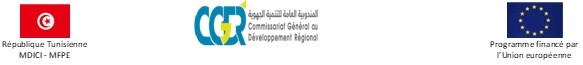 المندوبية العامة للتنمية الجهوية
CGDR
Commissariat Général au
Développement Régional
République Tunisienne
MDICI - MFPE
Programme financé par
l'Union européenne